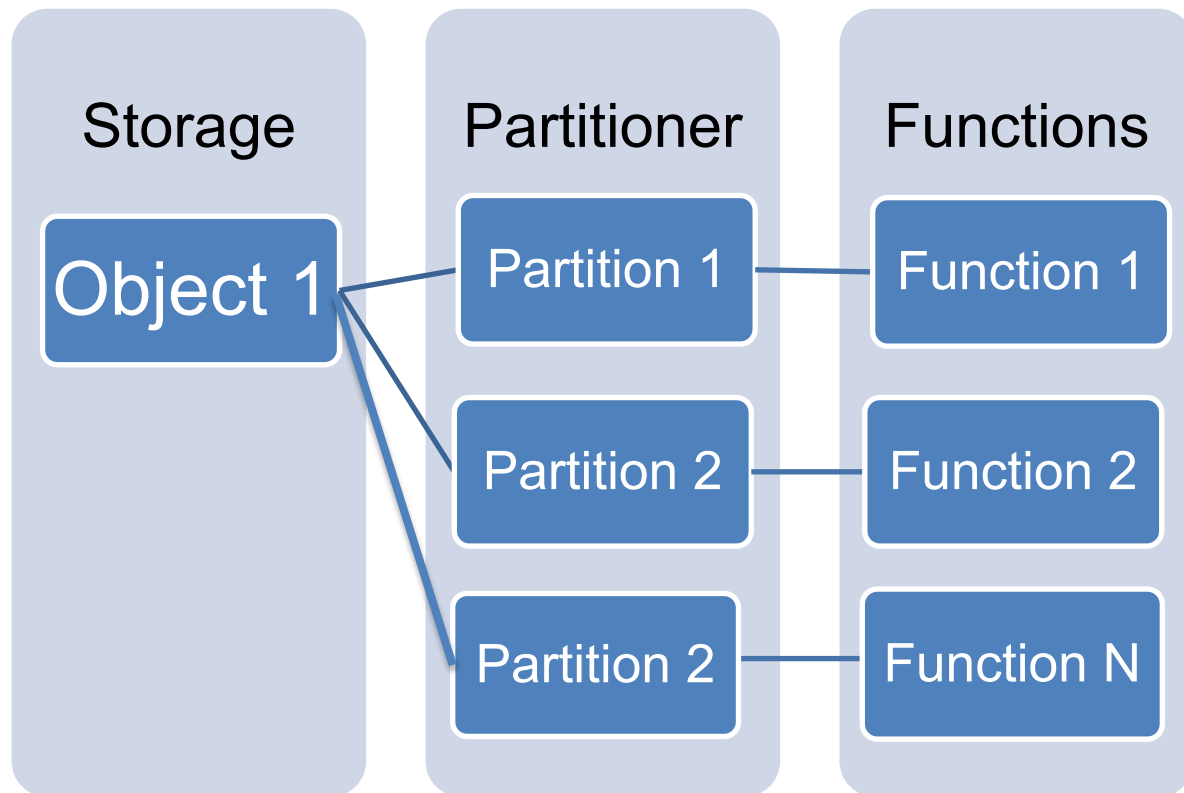 Storage
Partitioner
Functions
Object 1
Partition 1
Function 1
Partition 2
Function 2
Partition 2
Function N